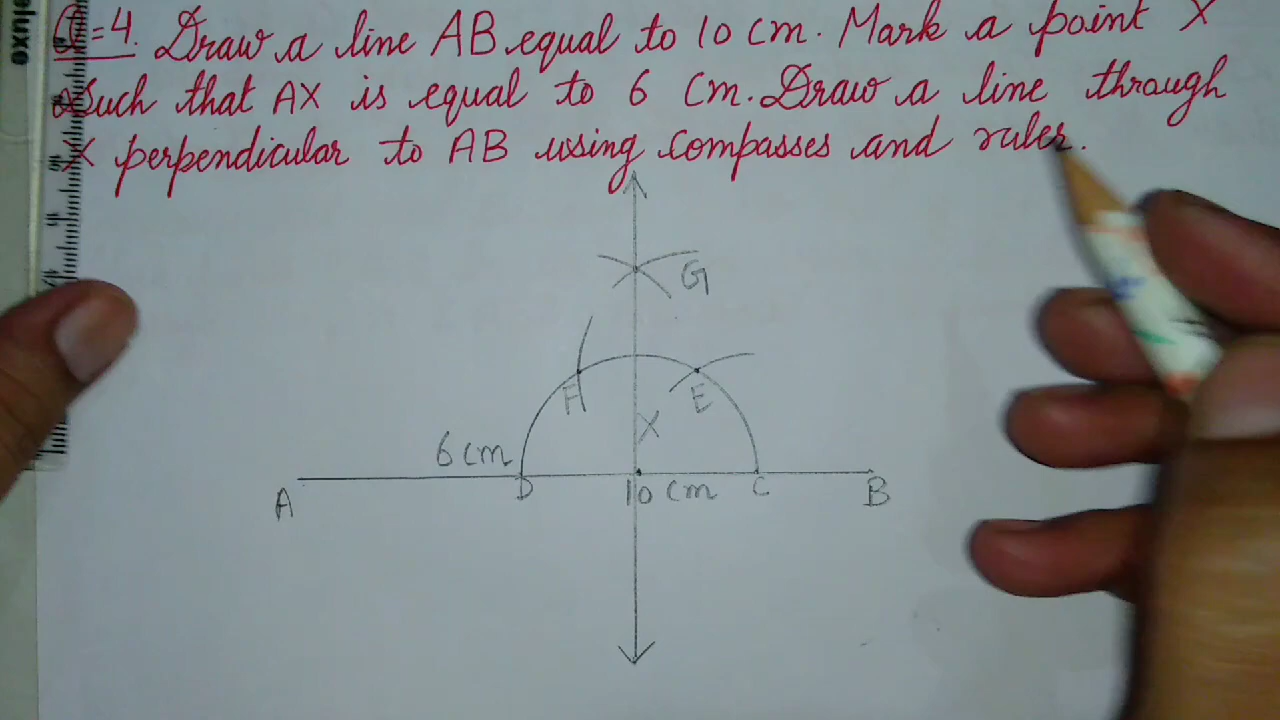 eluxe
Q=4. Draw a line AB equal to 10 cm. Mark a point X
Such that AX is equal to 6 cm. Draw a line through
X perpendicular to AB using compasses and ruler.
G
H
E
X
6 cm
A
D
10 cm
C
B